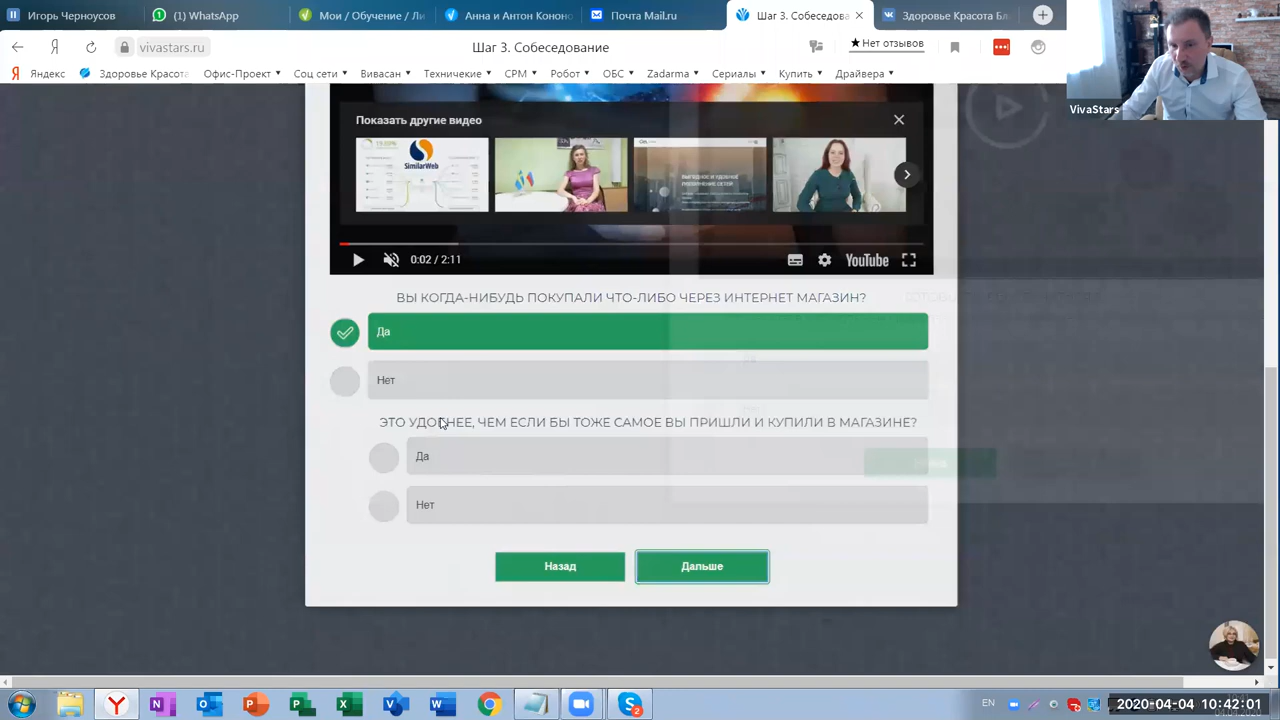 Игорь Черноусов
(1) WhatsApp
Мои / Обучение / Ли
Анна и Антон Кононо
Почта Mail.ru
Шаг 3. Собеседова
Здоровье Красота Бл
vivastars.ru
Шаг 3. Собеседование
★ Нет отзывов
Яндекс
Здоровье Красота
Офис-Проект
Соц сети
Вивасан
Технические
СРМ
Робот
ОБС
Zadarma
Сериалы
Купить
Драйвера
VivaStars
Показать другие видео
SimilarWeb
0:02 / 2:11
YouTube
ВЫ КОГДА-НИБУДЬ ПОКУПАЛИ ЧТО-ЛИБО ЧЕРЕЗ ИНТЕРНЕТ МАГАЗИН?
Да
Нет
ЭТО УДОБНЕЕ, ЧЕМ ЕСЛИ БЫ ТОЖЕ САМОЕ ВЫ ПРИШЛИ И КУПИЛИ В МАГАЗИНЕ?
Да
Нет
Назад
Дальше
EN
2020-04-04 10:42:01